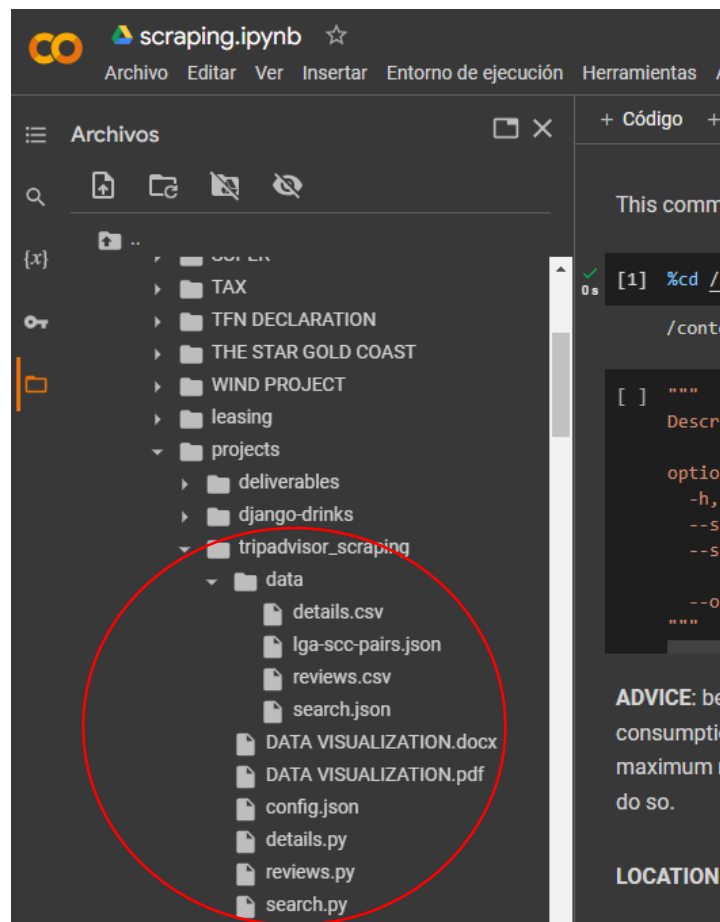 CO scraping.ipynb
Archivo Editar Ver Insertar Entorno de ejecución Herramientas
Archivos
+ Código +
..
{x}
SUPER
TAX
TFN DECLARATION
THE STAR GOLD COAST
WIND PROJECT
leasing
projects
deliverables
django-drinks
tripadvisor_scraping
data
details.csv
lga-scc-pairs.json
reviews.csv
search.json
DATA VISUALIZATION.docx
DATA VISUALIZATION.pdf
config.json
details.py
reviews.py
search.py
This comm
0 s [1] %cd /
/conte
[ ] """
Descr
optio
-h,
--s
--s
--o
"""
ADVICE: be
consumptio
maximum
do so.
LOCATION